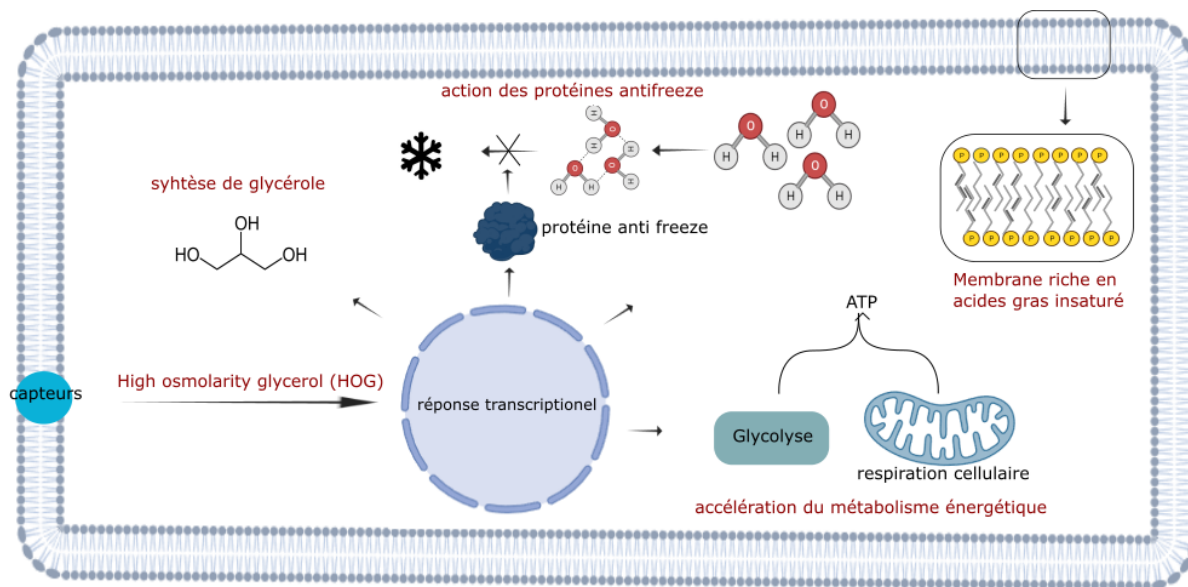 action des protéines antifreeze
O
H
H
O
H
H
O
H
H
H
O
H
O
H
H
O
H
H
O
H
H
syhtèse de glycérole
OH
HO
OH
protéine anti freeze
P P P P P P P P
P P P P P P P P
Membrane riche en
acides gras insaturé
ATP
capteurs
High osmolarity glycerol (HOG)
réponse transcriptionel
Glycolyse
respiration cellulaire
accélération du métabolisme énergétique